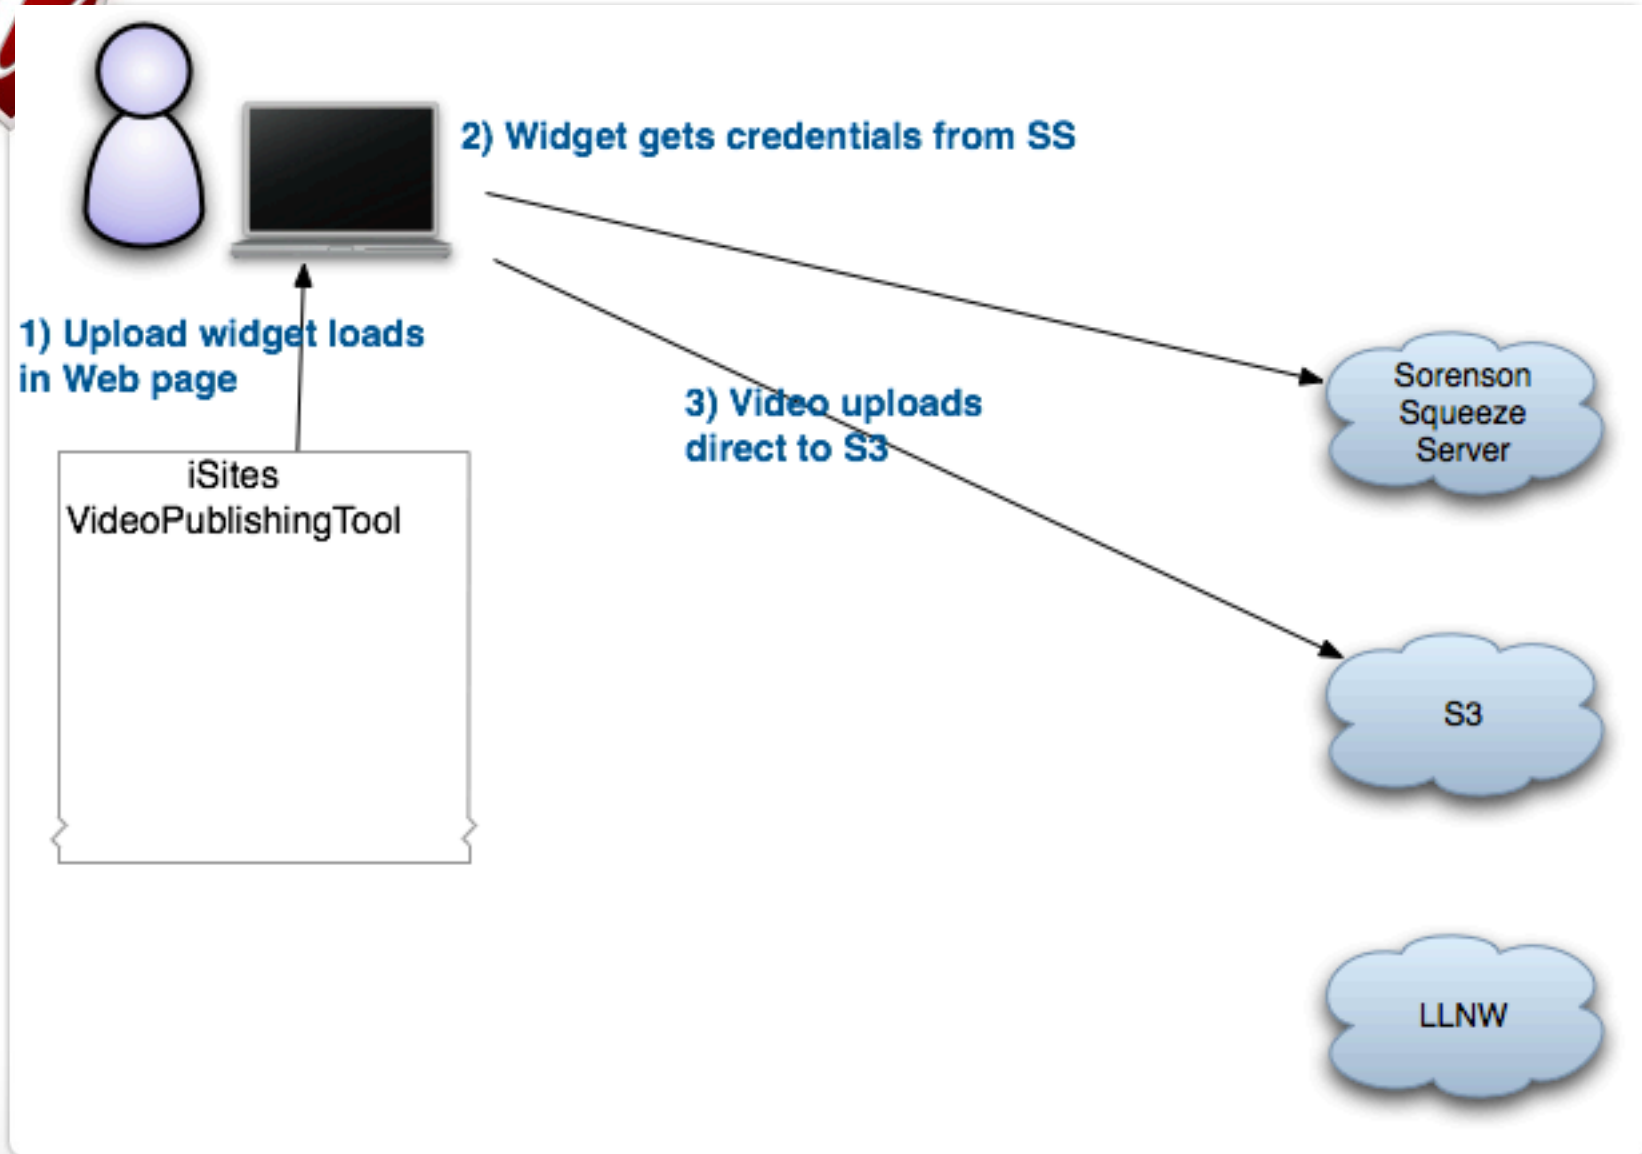 2) Widget gets credentials from SS
1) Upload widget loads
in Web page
3) Video uploads
direct to S3
Sorenson
Squeeze
Server
iSites
VideoPublishingTool
S3
LLNW